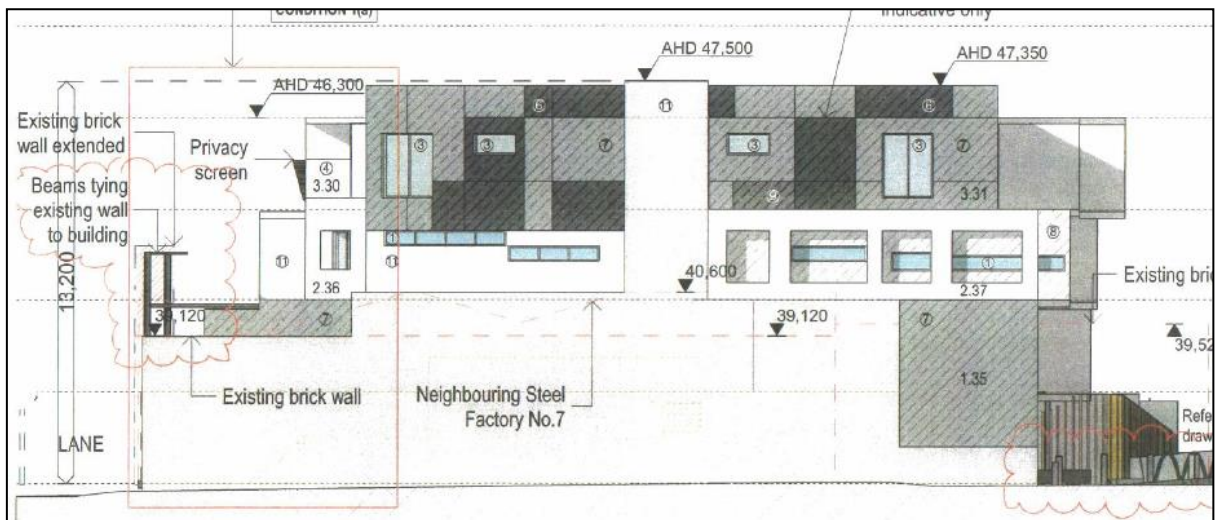 CONDITION 1(a)
Indicative only
AHD 47,500
AHD 47,350
AHD 46,300
Existing brick
wall extended
Privacy
screen
Beams tying
existing wall
to building
⑥
⑪
⑥
③
③
⑦
③
③
⑦
④
3.30
⑨
3.31
⑧
①
①
⑪
⑪
2.36
2.37
40,600
Existing bri
13,200
39,120
⑦
39,120
⑦
39,52
1.35
Existing brick wall
Neighbouring Steel
Factory No.7
LANE
Refe
draw